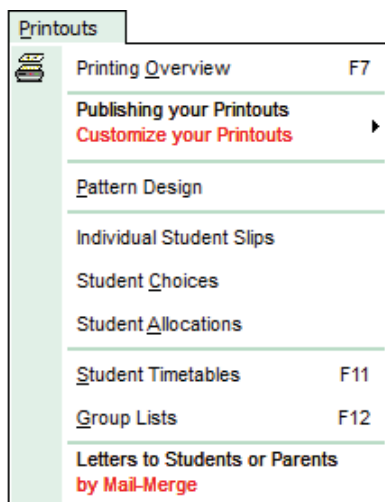 Printouts
Printing Overview F7
Publishing your Printouts
Customize your Printouts
Pattern Design
Individual Student Slips
Student Choices
Student Allocations
Student Timetables F11
Group Lists F12
Letters to Students or Parents
by Mail-Merge